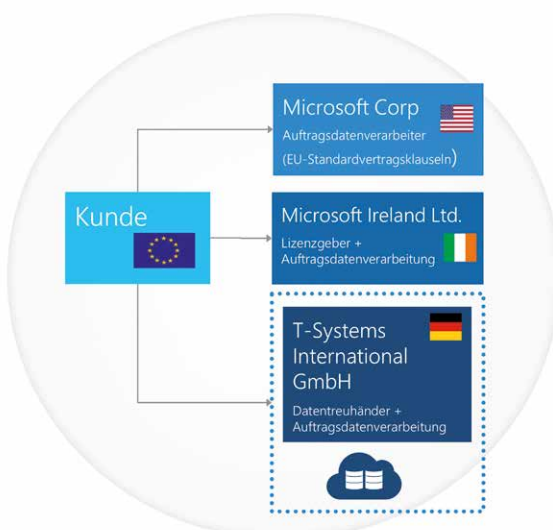 Microsoft Corp
Auftragsdatenverarbeiter
(EU-Standardvertragsklauseln)
Kunde
Microsoft Ireland Ltd.
Lizenzgeber +
Auftragsdatenverarbeitung
T-Systems
International
GmbH
Datentreuhänder +
Auftragsdatenverarbeitung